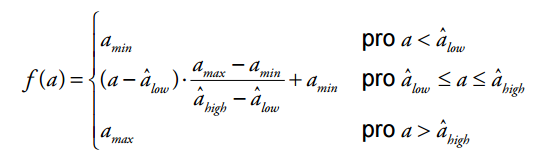 a_min pro a < â_low
f(a) = { (a − â_low) · (a_max − a_min) / (â_high − â_low) + a_min pro â_low ≤ a ≤ â_high
a_max pro a > â_high